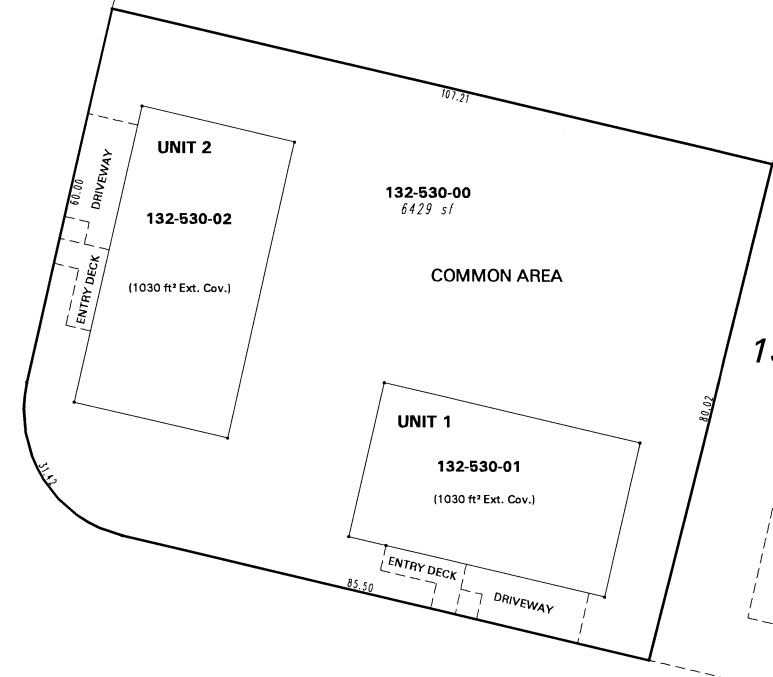 107.21
UNIT 2
DRIVEWAY
60.00
132-530-02
132-530-00
6429 sf
COMMON AREA
ENTRY DECK
(1030 ft² Ext. Cov.)
80.02
UNIT 1
132-530-01
(1030 ft² Ext. Cov.)
31.42
ENTRY DECK
DRIVEWAY
85.50